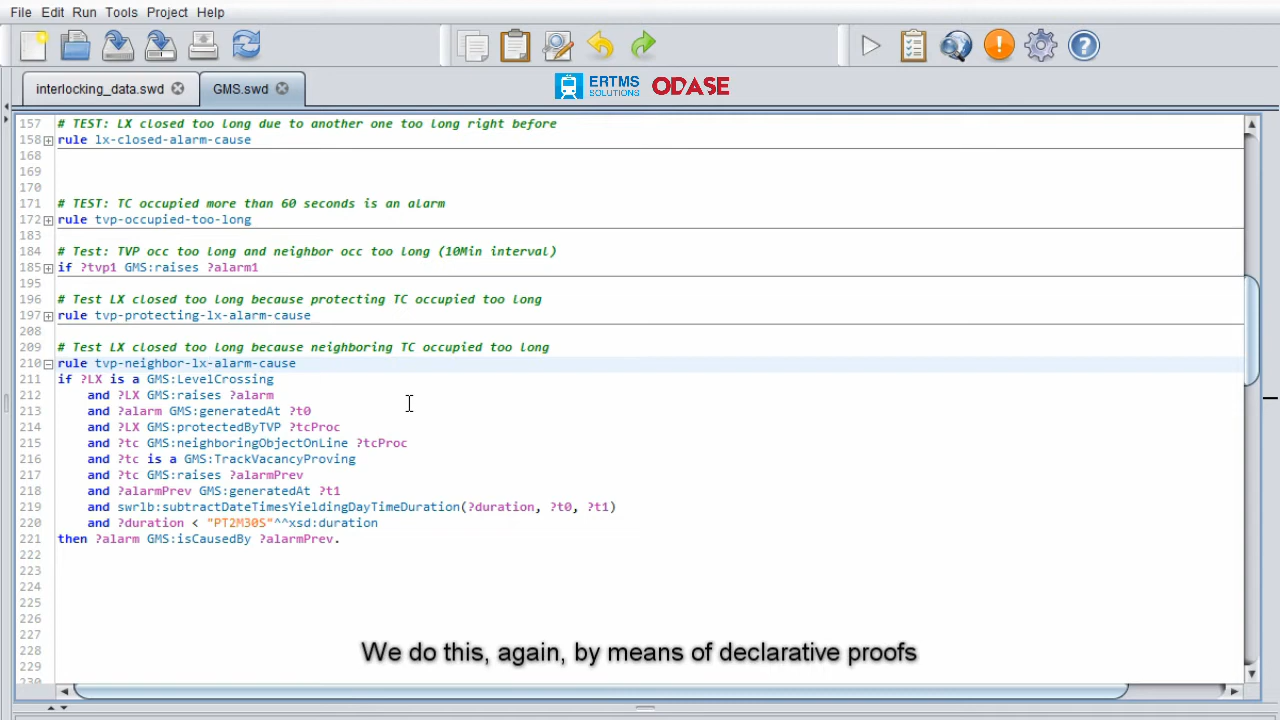 File Edit Run Tools Project Help
interlocking_data.swd GMS.swd
ERTMS SOLUTIONS ODASE
157 # TEST: LX closed too long due to another one too long right before
158 rule lx-closed-alarm-cause
168
169
170
171 # TEST: TC occupied more than 60 seconds is an alarm
172 rule tvp-occupied-too-long
183
184 # Test: TVP occ too long and neighbor occ too long (10Min interval)
185 if ?tvp1 GMS:raises ?alarm1
195
196 # Test LX closed too long because protecting TC occupied too long
197 rule tvp-protecting-lx-alarm-cause
208
209 # Test LX closed too long because neighboring TC occupied too long
210 rule tvp-neighbor-lx-alarm-cause
211 if ?LX is a GMS:LevelCrossing
212 and ?LX GMS:raises ?alarm
213 and ?alarm GMS:generatedAt ?t0
214 and ?LX GMS:protectedByTVP ?tcProc
215 and ?tc GMS:neighboringObjectOnLine ?tcProc
216 and ?tc is a GMS:TrackVacancyProving
217 and ?tc GMS:raises ?alarmPrev
218 and ?alarmPrev GMS:generatedAt ?t1
219 and swrlb:subtractDateTimesYieldingDayTimeDuration(?duration, ?t0, ?t1)
220 and ?duration < "PT2M30S"^^xsd:duration
221 then ?alarm GMS:isCausedBy ?alarmPrev.
222
223
224
225
226
227
228
229
230
We do this, again, by means of declarative proofs